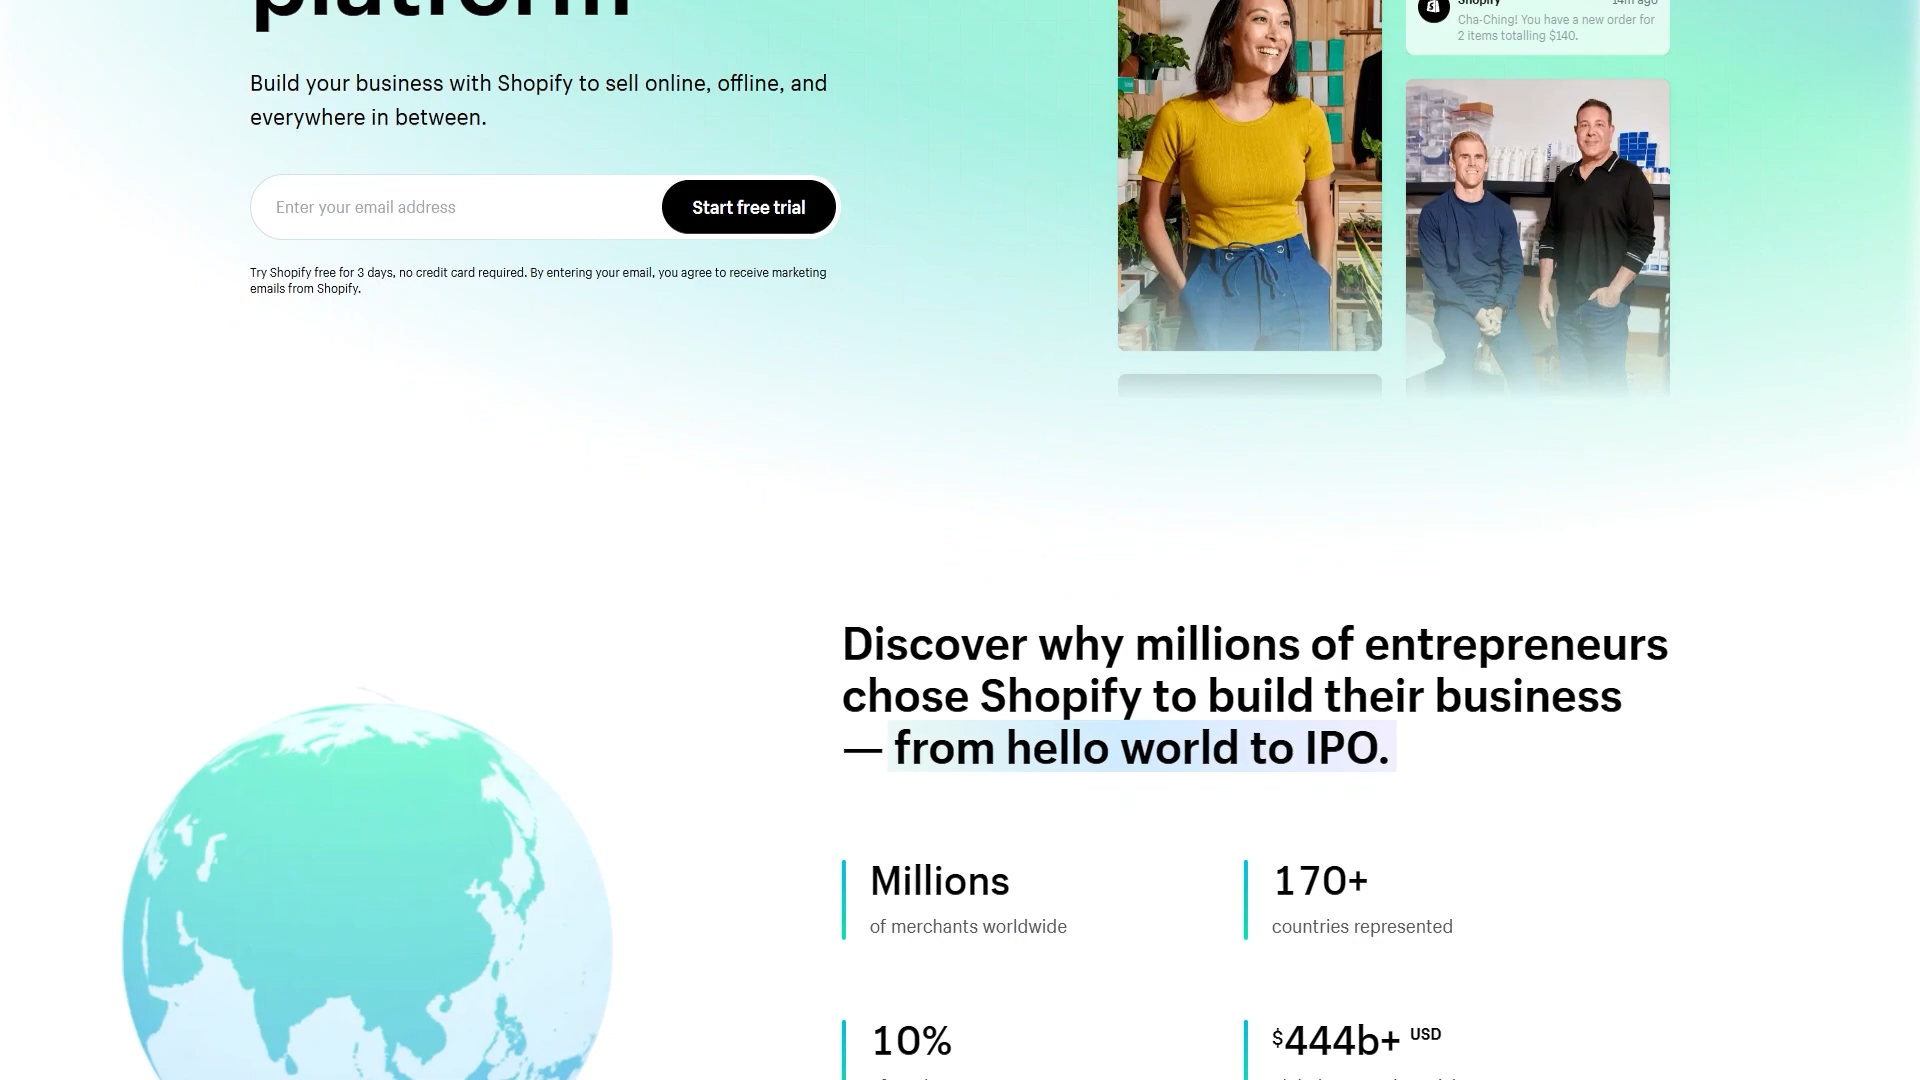 platform
Build your business with Shopify to sell online, offline, and
everywhere in between.
Enter your email address
Start free trial
Try Shopify free for 3 days, no credit card required. By entering your email, you agree to receive marketing
emails from Shopify.
Shopify 14m ago
Cha-Ching! You have a new order for
2 items totalling $140.
Discover why millions of entrepreneurs
chose Shopify to build their business
— from hello world to IPO.
Millions
of merchants worldwide
170+
countries represented
10%
$444b+ USD